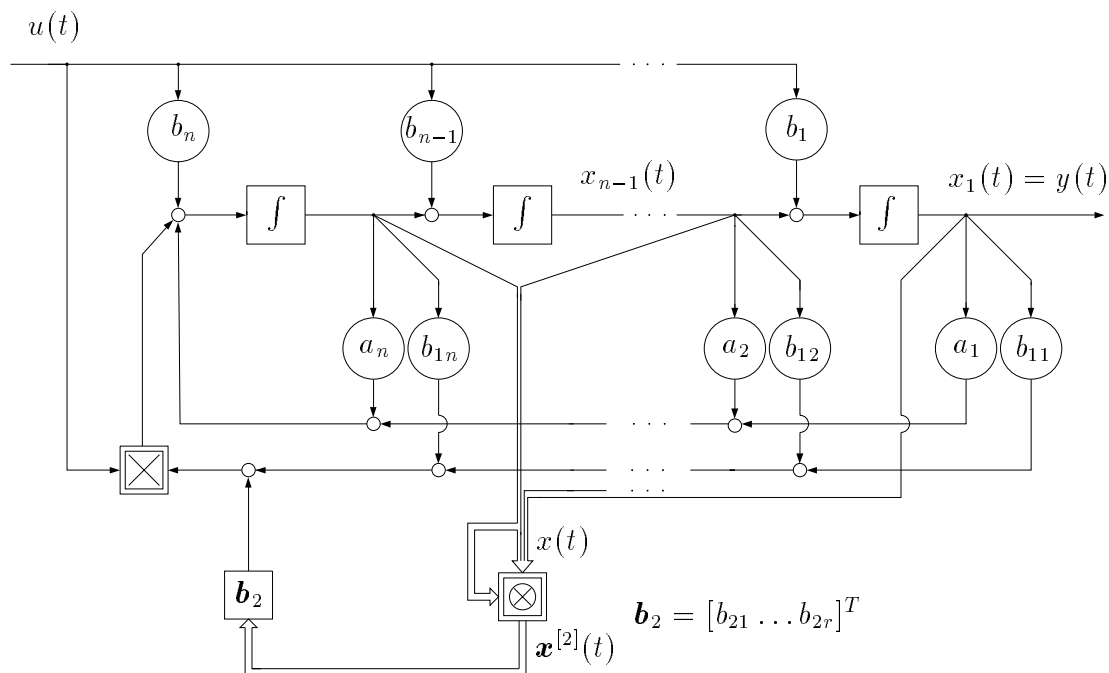 u(t)
. . .
b_n
b_{n−1}
b_1
x_{n−1}(t)
x_1(t) = y(t)
∫
∫
. . .
∫
a_n
b_{1n}
a_2
b_{12}
a_1
b_{11}
. . .
. . .
. . .
x(t)
b_2
b_2 = [b_{21} … b_{2r}]^T
x^{[2]}(t)